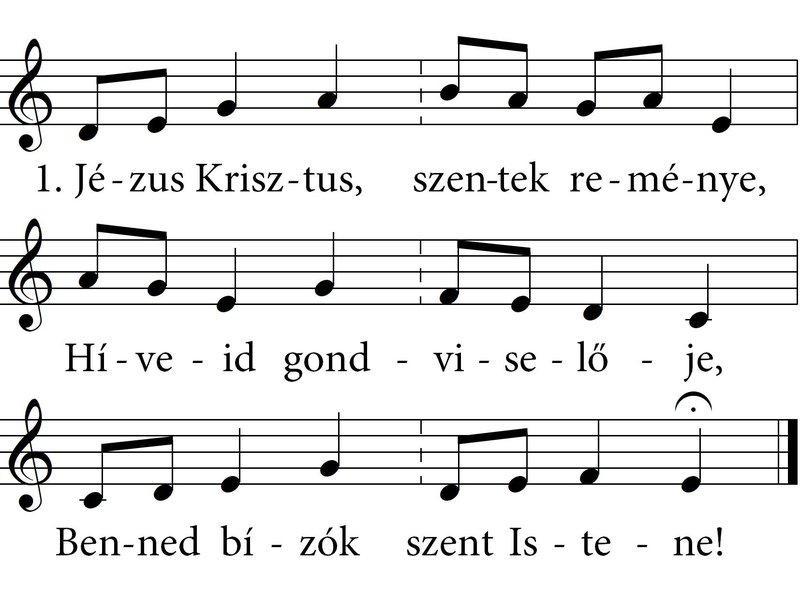 1. Jé-zus Krisz-tus, szen-tek re-mé-nye,
Hí-ve-id gond-vi-se-lő-je,
Ben-ned bí-zók szent Is-te-ne!